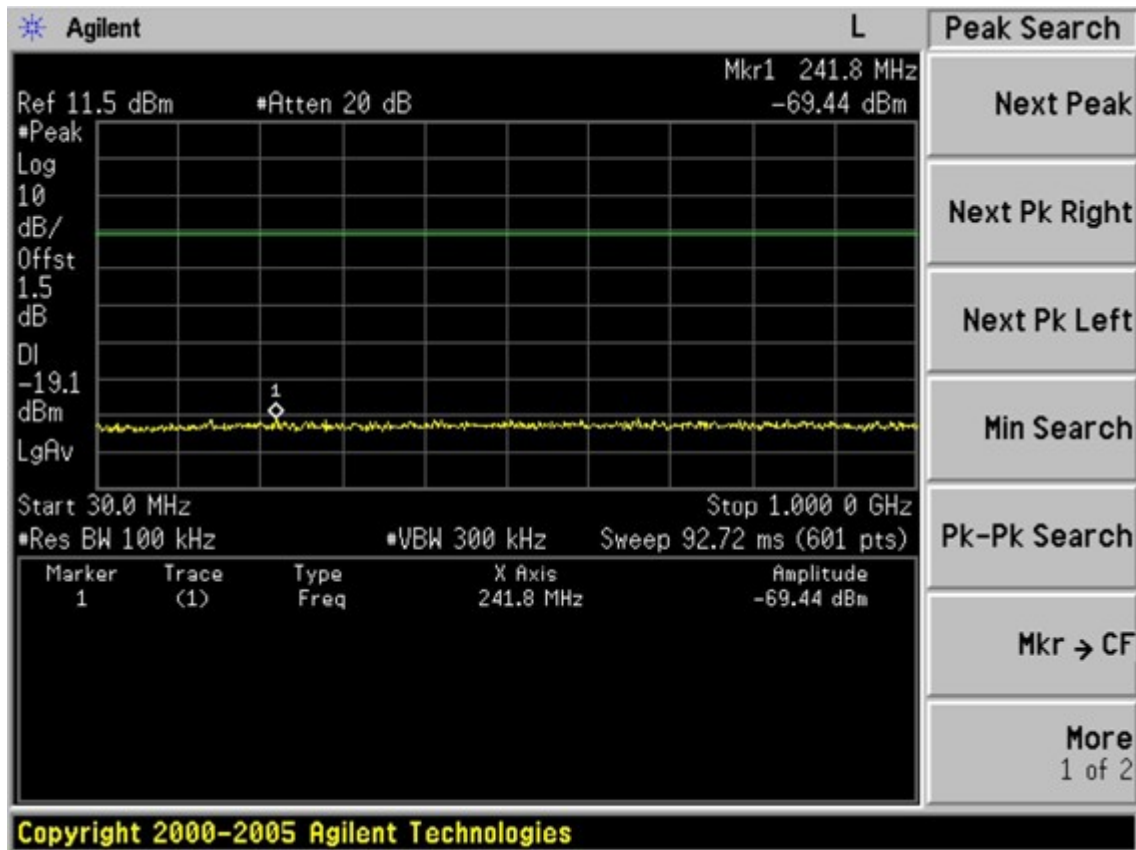 Agilent
L
Peak Search
Mkr1 241.8 MHz
Ref 11.5 dBm #Atten 20 dB -69.44 dBm
#Peak
Log
10
dB/
Offst
1.5
dB
DI
-19.1
dBm
LgAv
1
Start 30.0 MHz Stop 1.000 0 GHz
#Res BW 100 kHz #VBW 300 kHz Sweep 92.72 ms (601 pts)
Marker Trace Type X Axis Amplitude
1 (1) Freq 241.8 MHz -69.44 dBm
Next Peak
Next Pk Right
Next Pk Left
Min Search
Pk-Pk Search
Mkr → CF
More
1 of 2
Copyright 2000-2005 Agilent Technologies